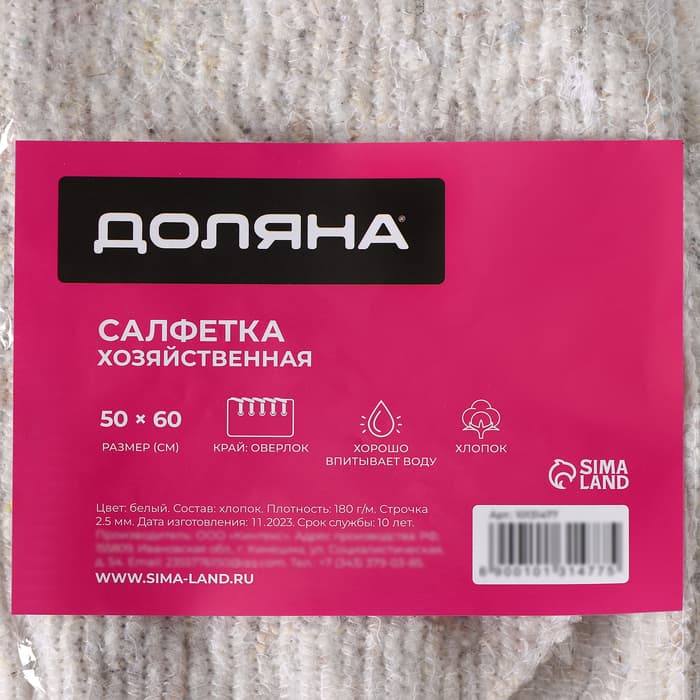 ДОЛЯНА®
САЛФЕТКА
ХОЗЯЙСТВЕННАЯ
50 × 60
РАЗМЕР (СМ)
КРАЙ: ОВЕРЛОК
ХОРОШО
ВПИТЫВАЕТ ВОДУ
ХЛОПОК
SIMA
LAND
Цвет: белый. Состав: хлопок. Плотность: 180 г/м. Строчка
2.5 мм. Дата изготовления: 11.2023. Срок службы: 10 лет.
WWW.SIMA-LAND.RU